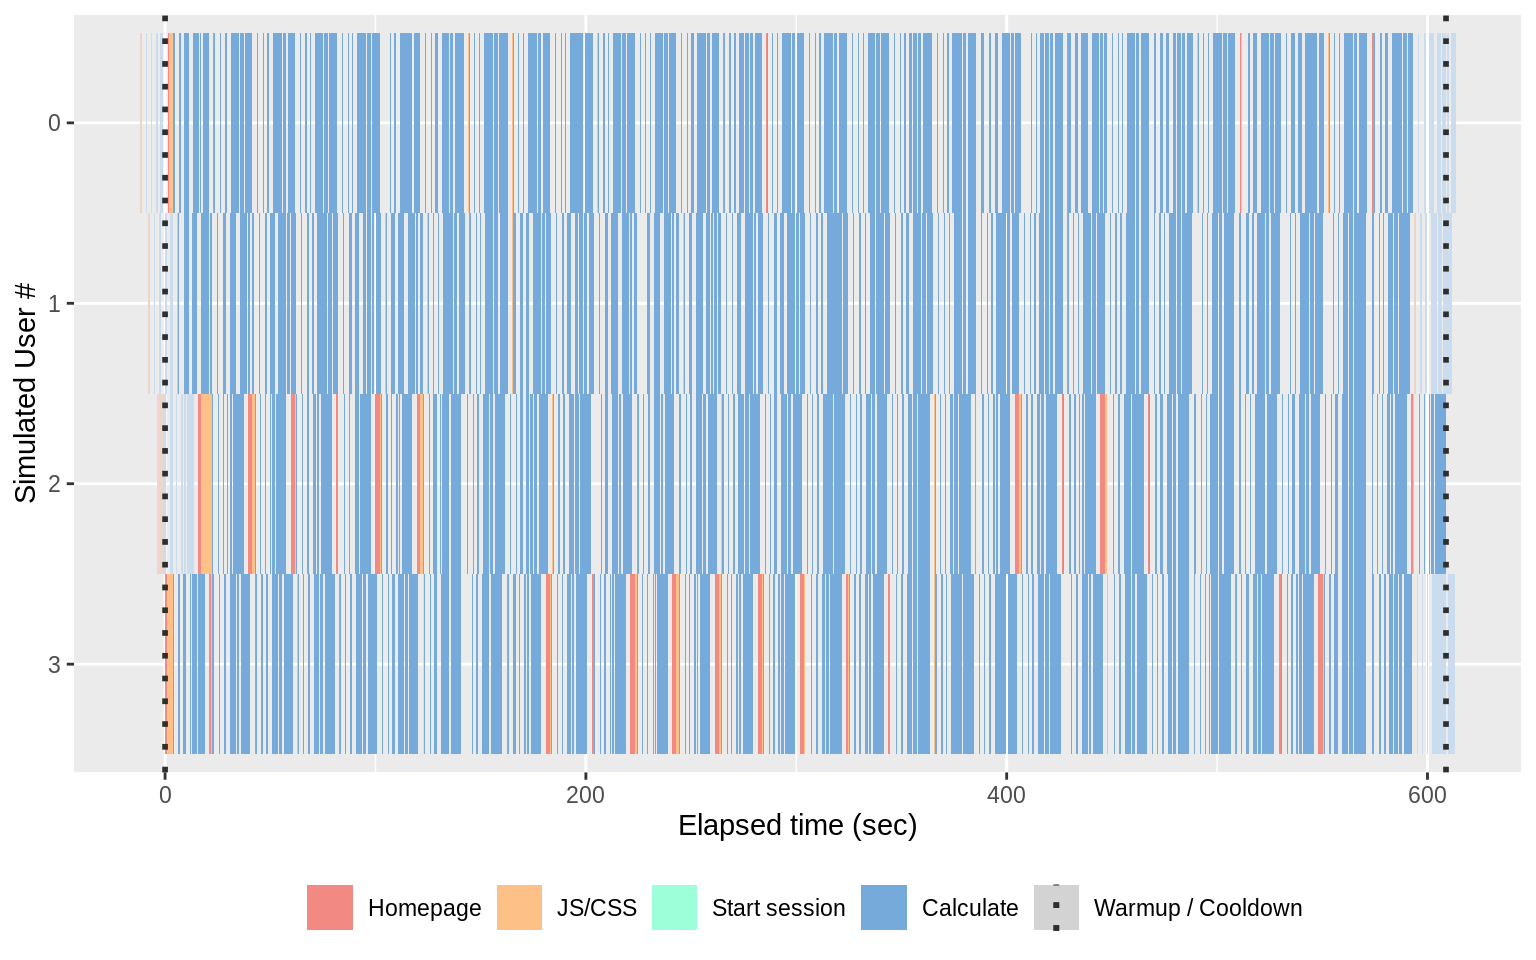 Simulated User #
0
1
2
3
0
200
400
600
Elapsed time (sec)
Homepage
JS/CSS
Start session
Calculate
Warmup / Cooldown